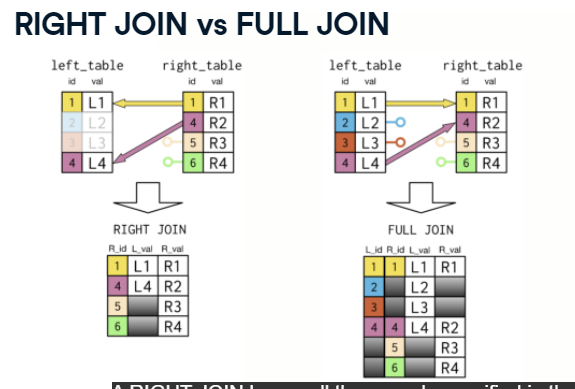 RIGHT JOIN vs FULL JOIN
left_table right_table left_table right_table
id val id val id val id val
1 L1 1 R1 1 L1 1 R1
2 L2 4 R2 2 L2 4 R2
3 L3 5 R3 3 L3 5 R3
4 L4 6 R4 4 L4 6 R4
RIGHT JOIN FULL JOIN
R_id L_val R_val L_id R_id L_val R_val
1 L1 R1 1 1 L1 R1
4 L4 R2 2 L2
5 R3 3 L3
6 R4 4 4 L4 R2
5 R3
6 R4